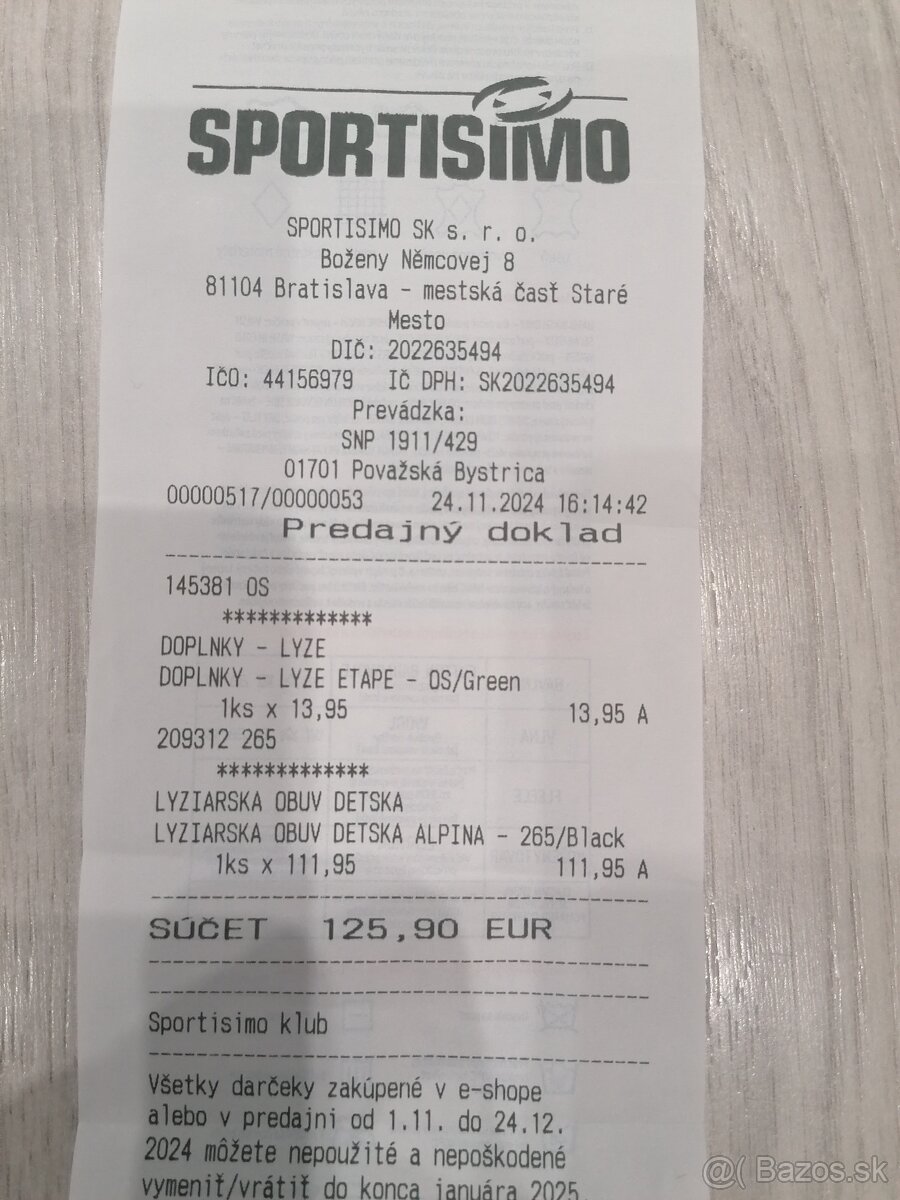 SPORTISIMO
SPORTISIMO SK s. r. o.
Boženy Němcovej 8
81104 Bratislava - mestská časť Staré
Mesto
DIČ: 2022635494
IČO: 44156979 IČ DPH: SK2022635494
Prevádzka:
SNP 1911/429
01701 Považská Bystrica
00000517/00000053 24.11.2024 16:14:42
Predajný doklad
145381 OS
*************
DOPLNKY - LYZE
DOPLNKY - LYZE ETAPE - OS/Green
1ks x 13,95 13,95 A
209312 265
*************
LYZIARSKA OBUV DETSKA
LYZIARSKA OBUV DETSKA ALPINA - 265/Black
1ks x 111,95 111,95 A
SÚČET 125,90 EUR
Sportisimo klub
Všetky darčeky zakúpené v e-shope
alebo v predajni od 1.11. do 24.12.
2024 môžete nepoužité a nepoškodené
vymeniť/vrátiť do konca januára 2025.
@( Bazos.sk